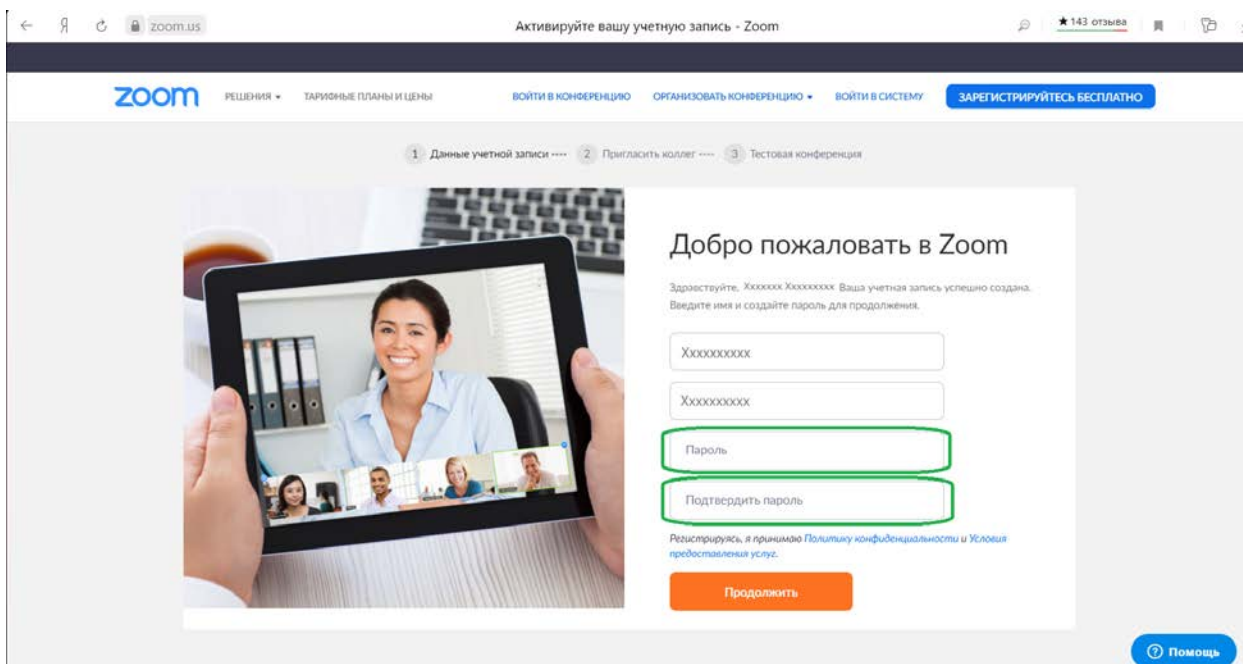 zoom.us
Активируйте вашу учетную запись - Zoom
★143 отзыва
zoom
РЕШЕНИЯ
ТАРИФНЫЕ ПЛАНЫ И ЦЕНЫ
ВОЙТИ В КОНФЕРЕНЦИЮ
ОРГАНИЗОВАТЬ КОНФЕРЕНЦИЮ
ВОЙТИ В СИСТЕМУ
ЗАРЕГИСТРИРУЙТЕСЬ БЕСПЛАТНО
1 Данные учетной записи ---- 2 Пригласить коллег ---- 3 Тестовая конференция
Добро пожаловать в Zoom
Здравствуйте, Xxxxxxx Xxxxxxxxx Ваша учетная запись успешно создана.
Введите имя и создайте пароль для продолжения.
Xxxxxxxxxx
Xxxxxxxxxx
Пароль
Подтвердить пароль
Регистрируясь, я принимаю Политику конфиденциальности и Условия
предоставления услуг.
Продолжить
Помощь